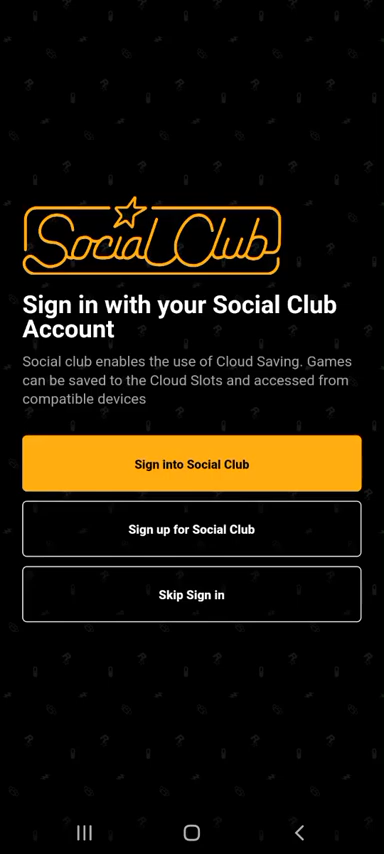 Social Club
Sign in with your Social Club
Account
Social club enables the use of Cloud Saving. Games
can be saved to the Cloud Slots and accessed from
compatible devices
Sign into Social Club
Sign up for Social Club
Skip Sign in